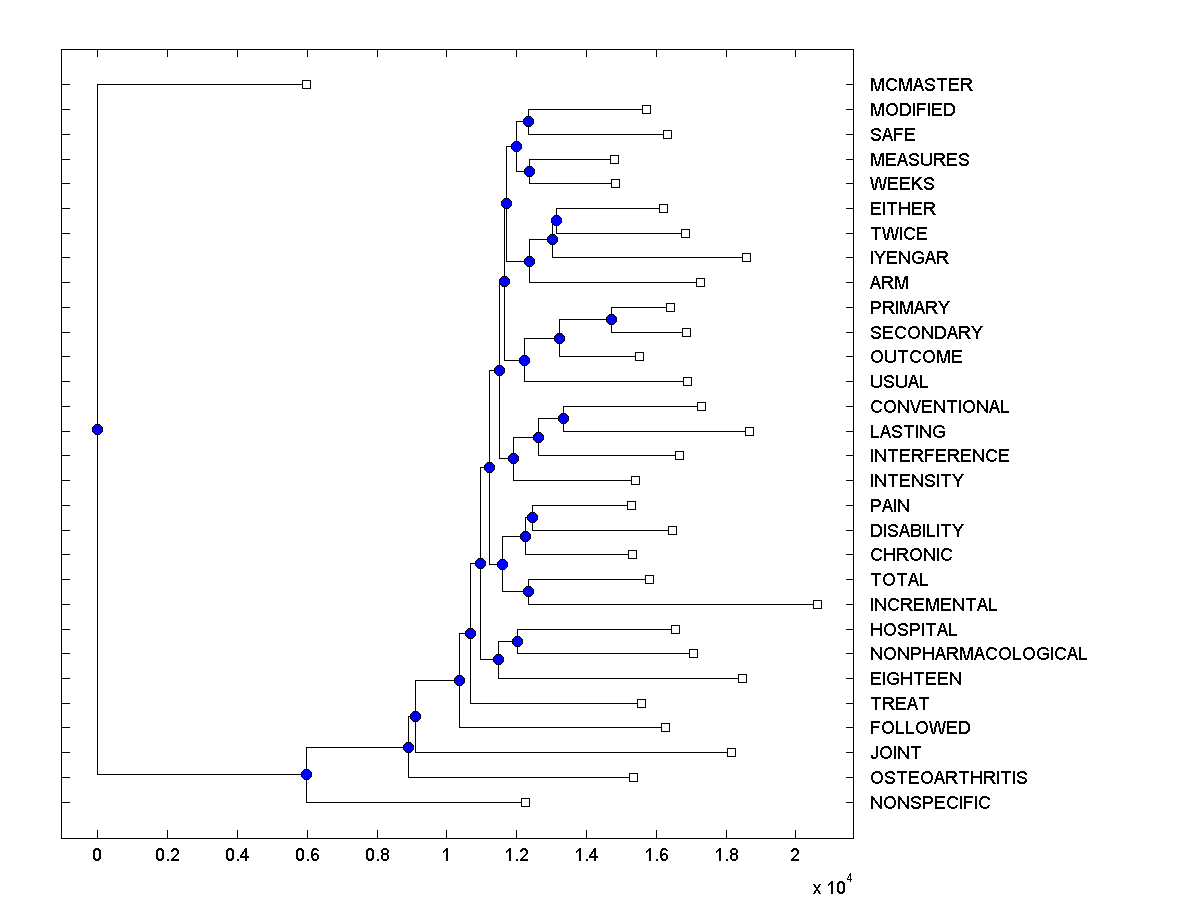 MCMASTER
MODIFIED
SAFE
MEASURES
WEEKS
EITHER
TWICE
IYENGAR
ARM
PRIMARY
SECONDARY
OUTCOME
USUAL
CONVENTIONAL
LASTING
INTERFERENCE
INTENSITY
PAIN
DISABILITY
CHRONIC
TOTAL
INCREMENTAL
HOSPITAL
NONPHARMACOLOGICAL
EIGHTEEN
TREAT
FOLLOWED
JOINT
OSTEOARTHRITIS
NONSPECIFIC
0 0.2 0.4 0.6 0.8 1 1.2 1.4 1.6 1.8 2
x 10^4